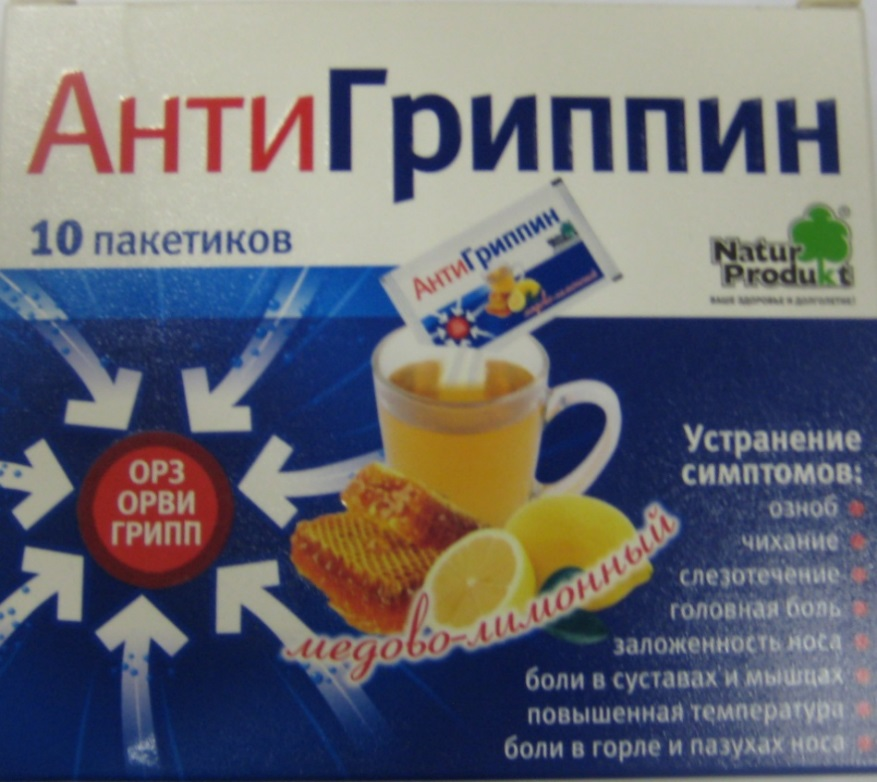 АнтиГриппин
10 пакетиков
АнтиГриппин
медово-лимонный
Natur
Produkt
ВАШЕ ЗДОРОВЬЕ И ДОЛГОЛЕТИЕ!
ОРЗ
ОРВИ
ГРИПП
медово-лимонный
Устранение
симптомов:
озноб
чихание
слезотечение
головная боль
заложенность носа
боли в суставах и мышцах
повышенная температура
боли в горле и пазухах носа